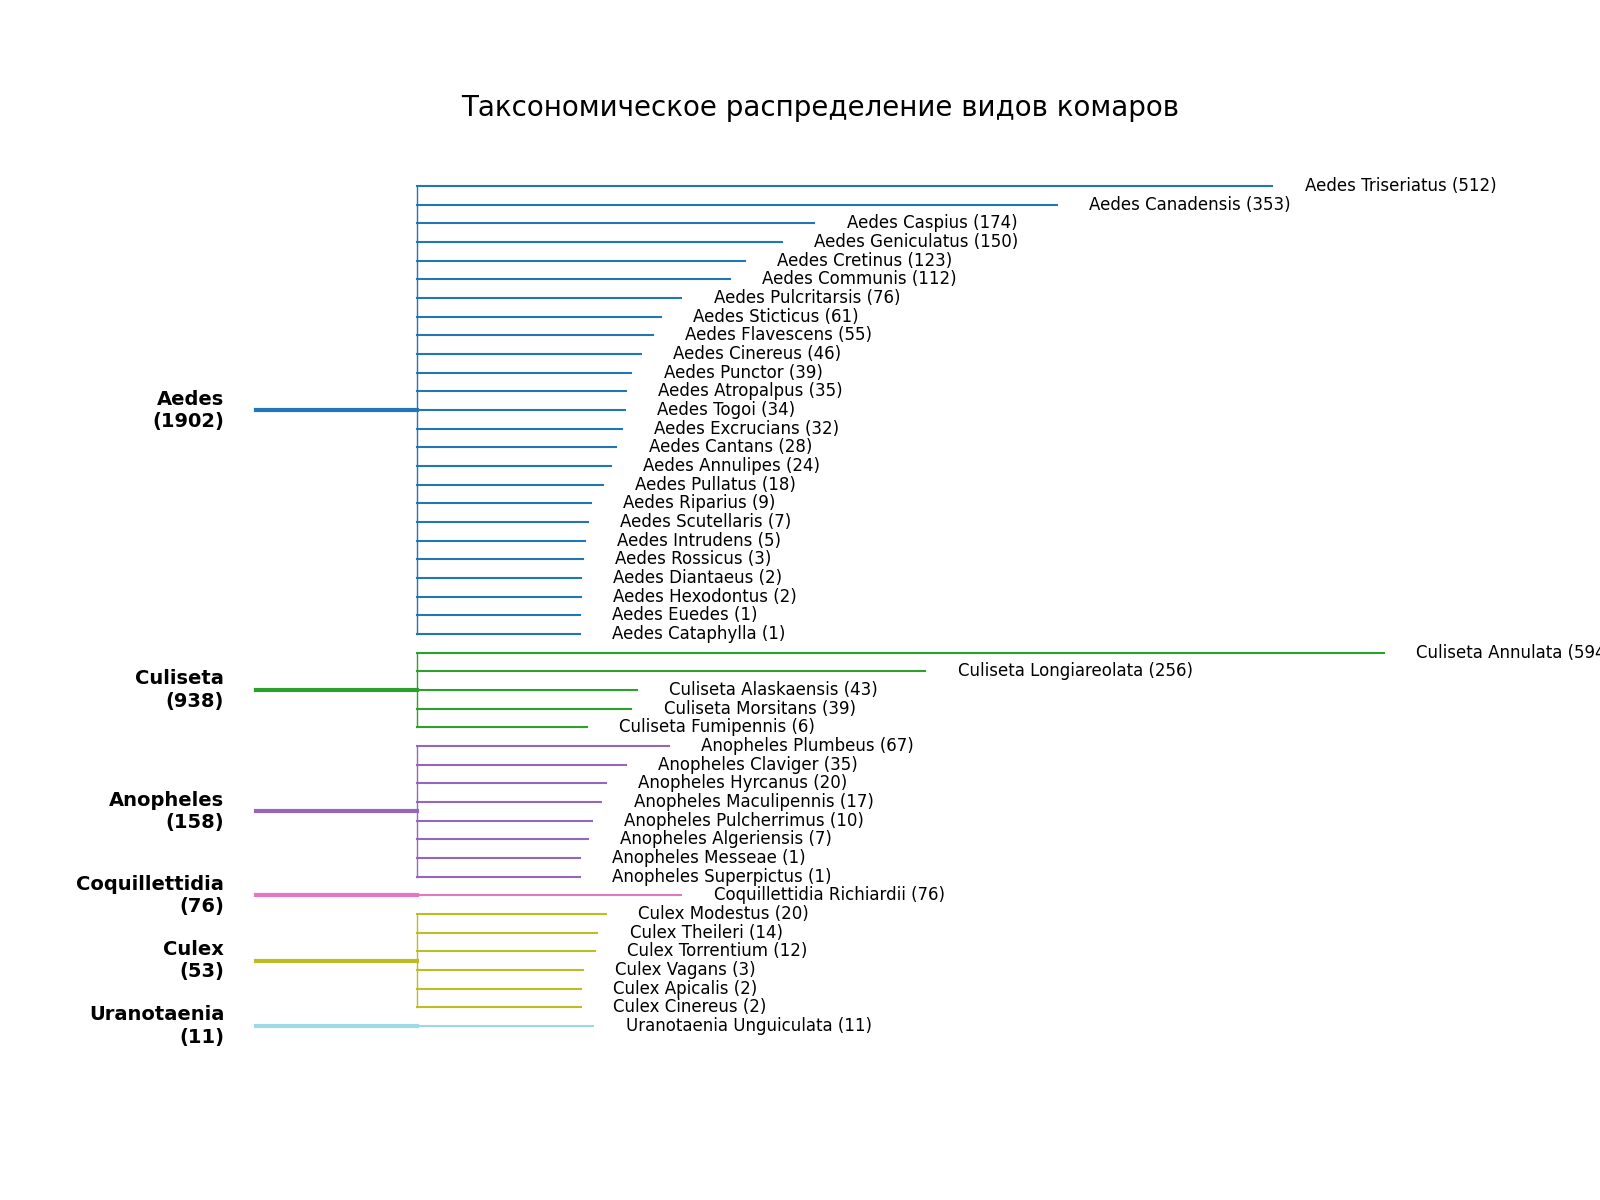 Таксономическое распределение видов комаров
Aedes
(1902)
Aedes Triseriatus (512)
Aedes Canadensis (353)
Aedes Caspius (174)
Aedes Geniculatus (150)
Aedes Cretinus (123)
Aedes Communis (112)
Aedes Pulcritarsis (76)
Aedes Sticticus (61)
Aedes Flavescens (55)
Aedes Cinereus (46)
Aedes Punctor (39)
Aedes Atropalpus (35)
Aedes Togoi (34)
Aedes Excrucians (32)
Aedes Cantans (28)
Aedes Annulipes (24)
Aedes Pullatus (18)
Aedes Riparius (9)
Aedes Scutellaris (7)
Aedes Intrudens (5)
Aedes Rossicus (3)
Aedes Diantaeus (2)
Aedes Hexodontus (2)
Aedes Euedes (1)
Aedes Cataphylla (1)
Culiseta
(938)
Culiseta Annulata (594
Culiseta Longiareolata (256)
Culiseta Alaskaensis (43)
Culiseta Morsitans (39)
Culiseta Fumipennis (6)
Anopheles
(158)
Anopheles Plumbeus (67)
Anopheles Claviger (35)
Anopheles Hyrcanus (20)
Anopheles Maculipennis (17)
Anopheles Pulcherrimus (10)
Anopheles Algeriensis (7)
Anopheles Messeae (1)
Anopheles Superpictus (1)
Coquillettidia
(76)
Coquillettidia Richiardii (76)
Culex
(53)
Culex Modestus (20)
Culex Theileri (14)
Culex Torrentium (12)
Culex Vagans (3)
Culex Apicalis (2)
Culex Cinereus (2)
Uranotaenia
(11)
Uranotaenia Unguiculata (11)